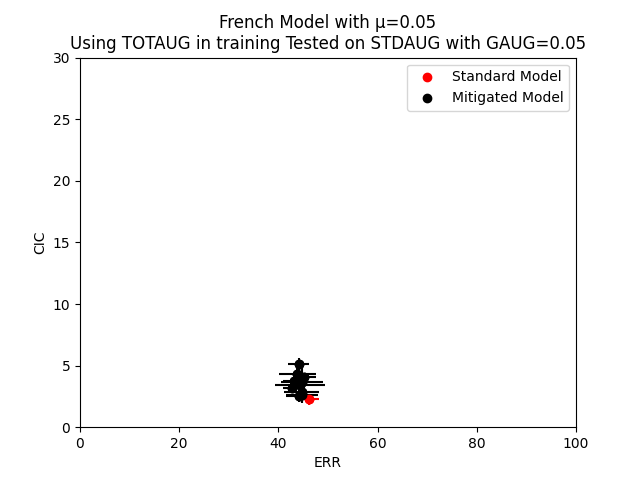 French Model with μ=0.05
Using TOTAUG in training Tested on STDAUG with GAUG=0.05
Standard Model
Mitigated Model
30
25
20
15
10
5
0
CIC
0 20 40 60 80 100
ERR